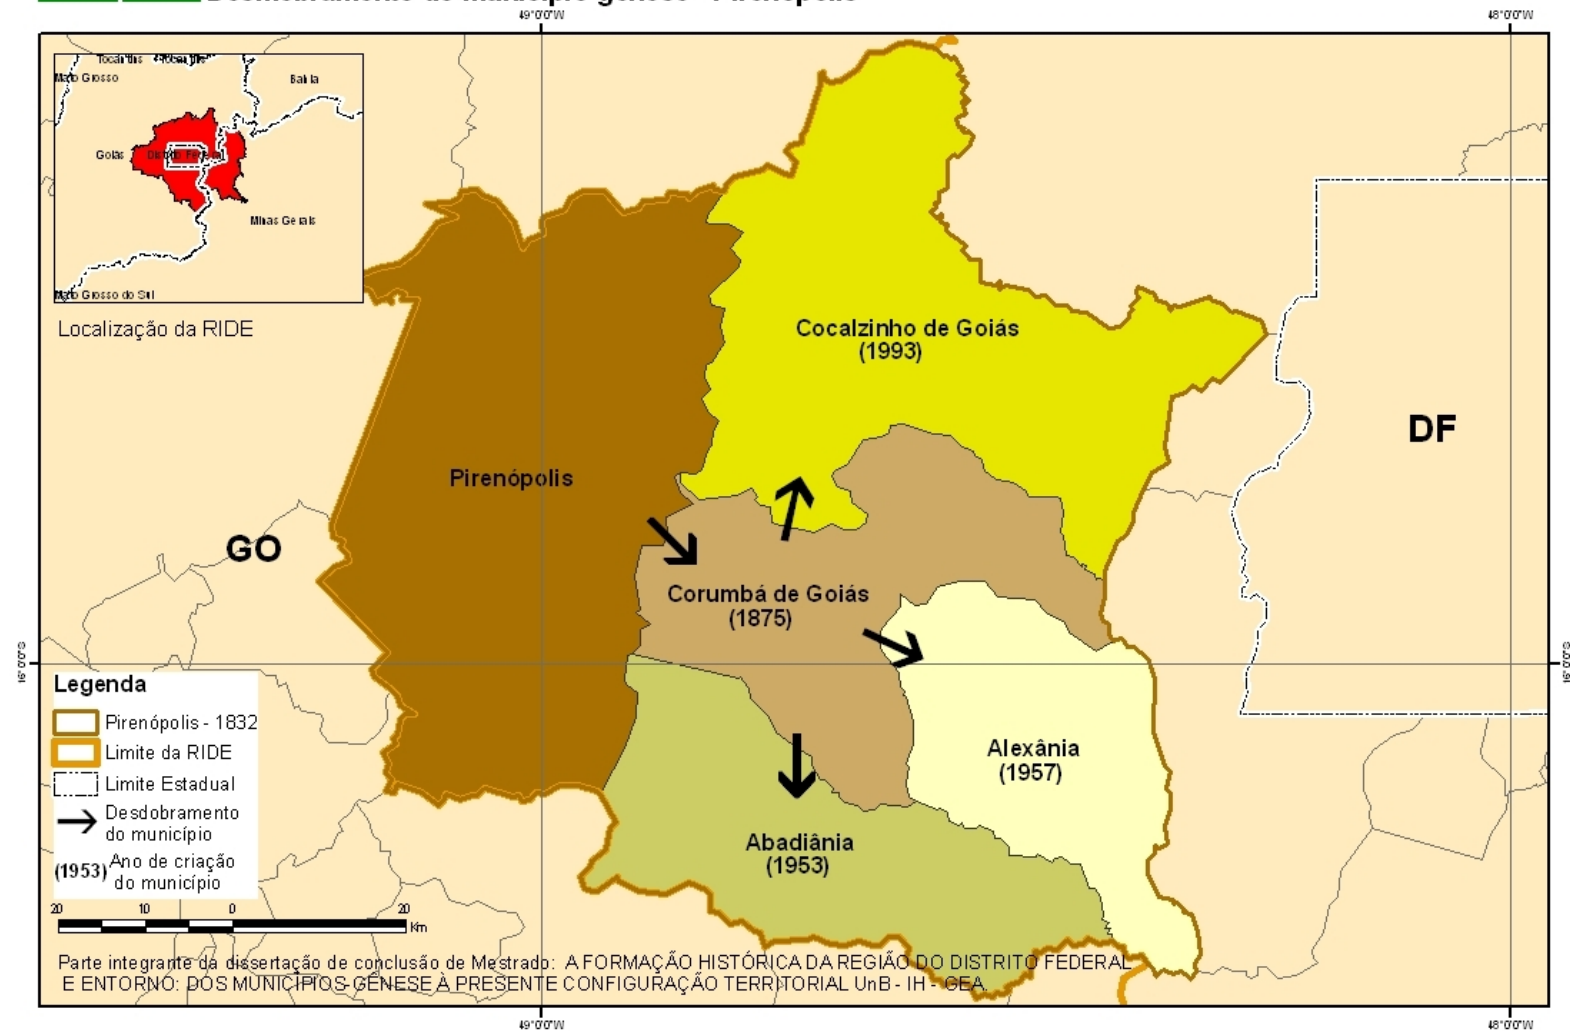 49°0'0"W
48°0'0"W
Tocantins
Mato Grosso
Bahia
Goiás
Distrito Federal
Minas Gerais
Mato Grosso do Sul
Localização da RIDE
Cocalzinho de Goiás
(1993)
DF
Pirenópolis
GO
Corumbá de Goiás
(1875)
16°0'0"S
16°0'0"S
Legenda
Pirenópolis - 1832
Limite da RIDE
Limite Estadual
Desdobramento
do município
(1953) Ano de criação
do município
Alexânia
(1957)
Abadiânia
(1953)
20 10 0 20
Km
Parte integrante da dissertação de conclusão de Mestrado: A FORMAÇÃO HISTÓRICA DA REGIÃO DO DISTRITO FEDERAL
E ENTORNO: DOS MUNICÍPIOS-GÊNESE À PRESENTE CONFIGURAÇÃO TERRITORIAL UnB - IH - GEA.
49°0'0"W
48°0'0"W